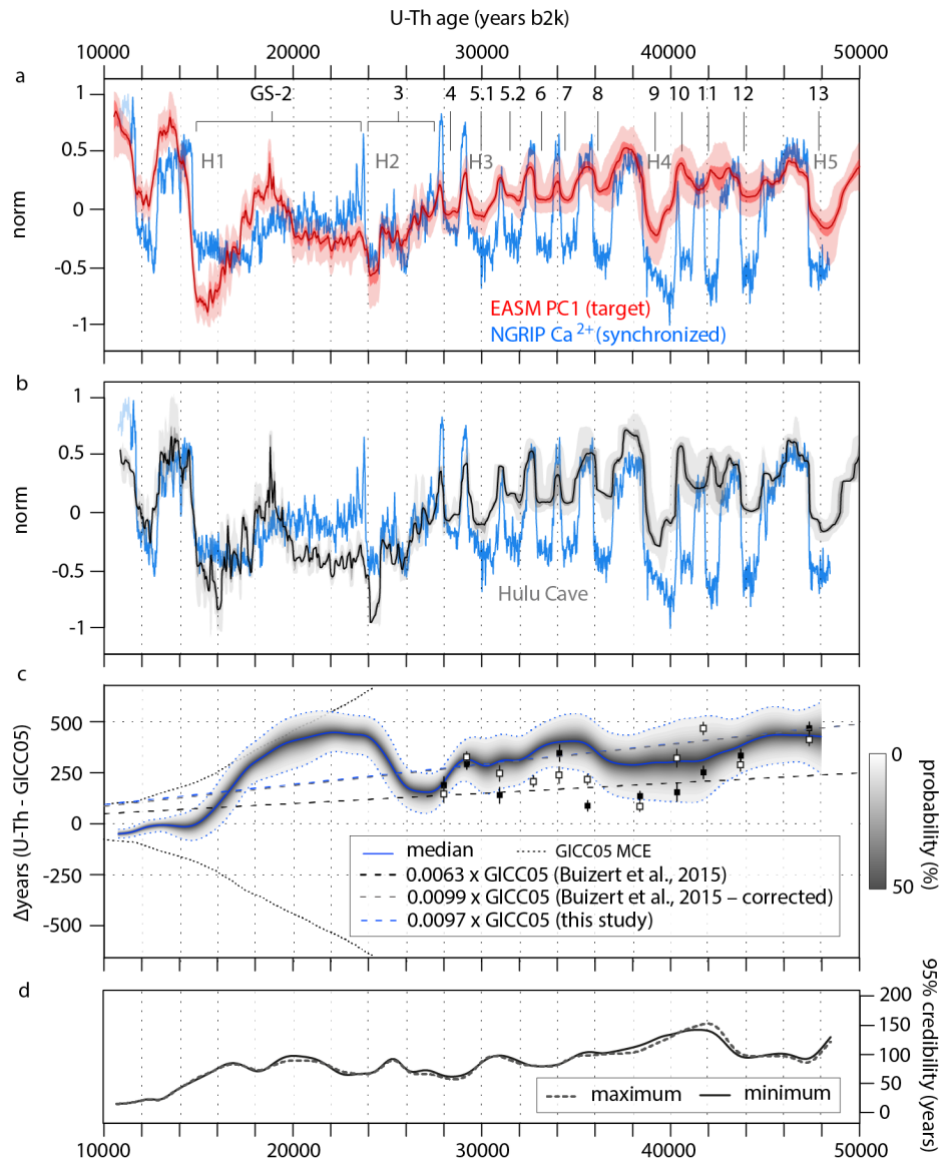 U-Th age (years b2k)
10000 20000 30000 40000 50000
a
1
0.5
0
-0.5
-1
norm
GS-2 3 4 5.1 5.2 6 7 8 9 10 11 12 13
H1 H2 H3 H4 H5
EASM PC1 (target)
NGRIP Ca 2+ (synchronized)
b
1
0.5
0
-0.5
-1
norm
Hulu Cave
c
500
250
0
-250
-500
Δyears (U-Th - GICC05)
median GICC05 MCE
0.0063 x GICC05 (Buizert et al., 2015)
0.0099 x GICC05 (Buizert et al., 2015 – corrected)
0.0097 x GICC05 (this study)
0
50
probability (%)
d
200
150
100
50
0
95% credibility (years)
maximum minimum
10000 20000 30000 40000 50000